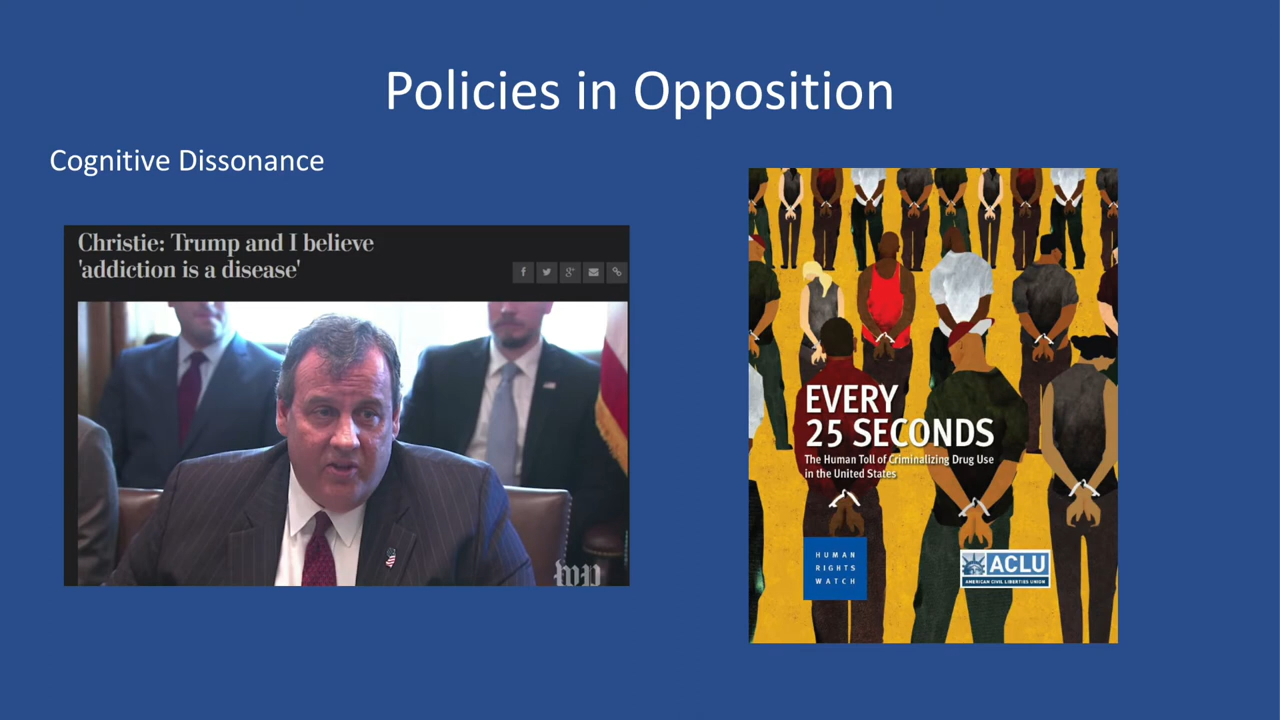 Policies in Opposition
Cognitive Dissonance
Christie: Trump and I believe
'addiction is a disease'
wp
EVERY
25 SECONDS
The Human Toll of Criminalizing Drug Use
in the United States
HUMAN
RIGHTS
WATCH
ACLU
AMERICAN CIVIL LIBERTIES UNION